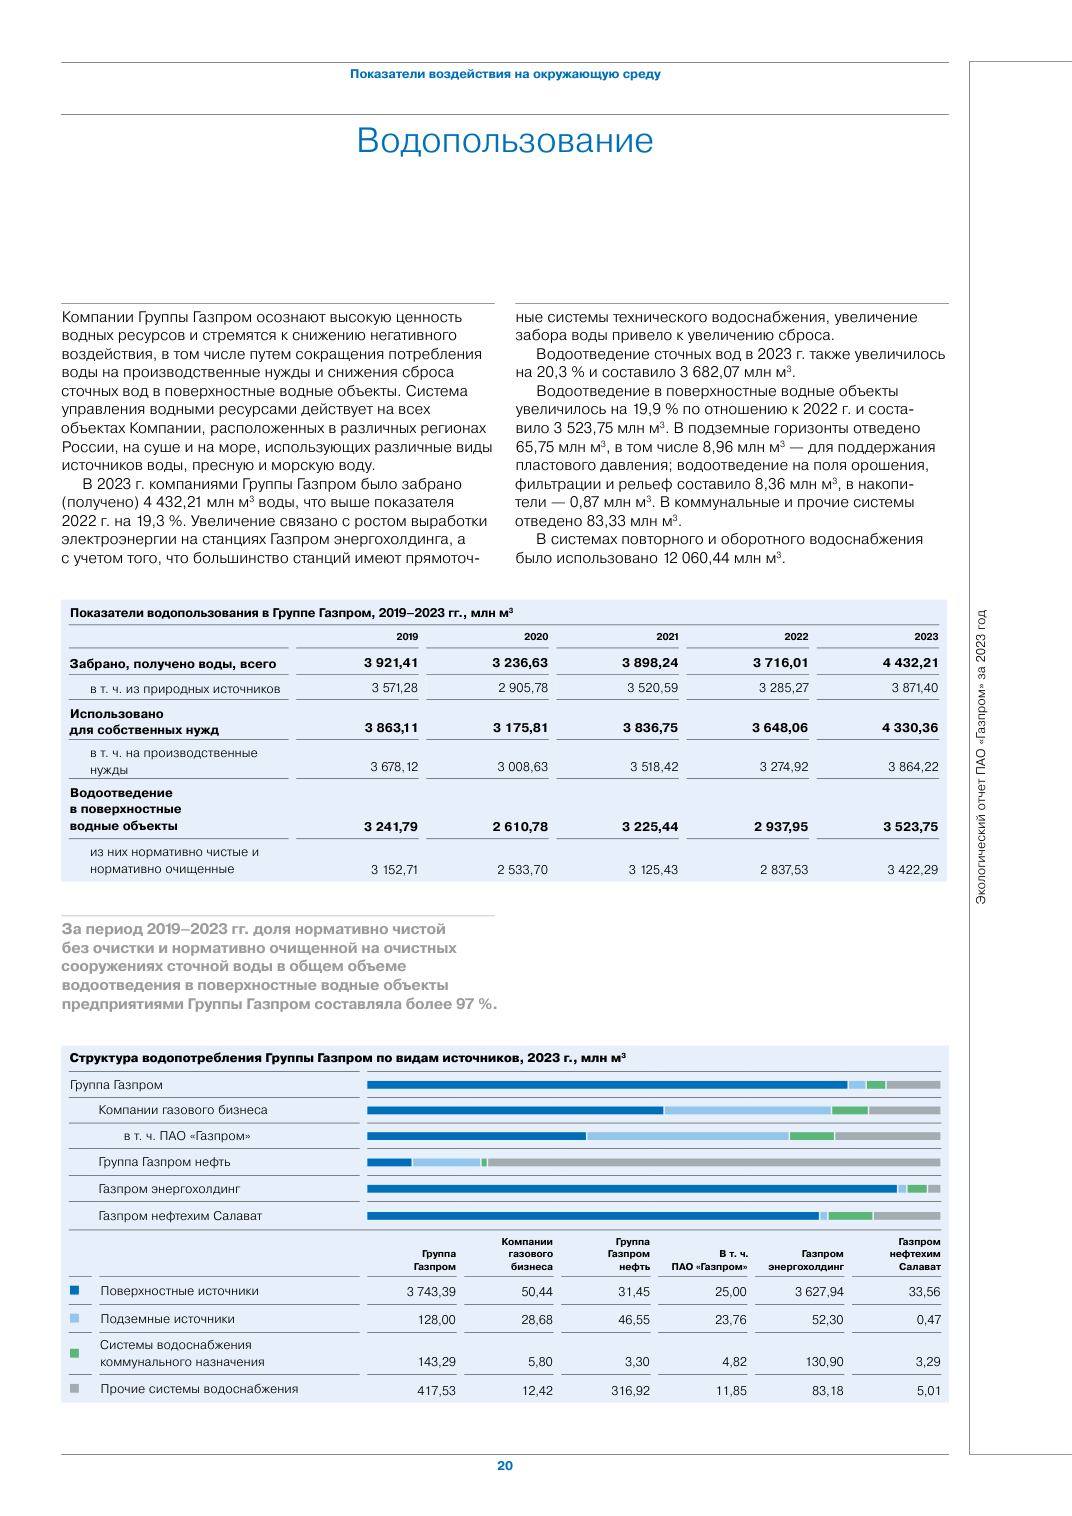 Показатели воздействия на окружающую среду
Водопользование
Компании Группы Газпром осознают высокую ценность
водных ресурсов и стремятся к снижению негативного
воздействия, в том числе путем сокращения потребления
воды на производственные нужды и снижения сброса
сточных вод в поверхностные водные объекты. Система
управления водными ресурсами действует на всех
объектах Компании, расположенных в различных регионах
России, на суше и на море, использующих различные виды
источников воды, пресную и морскую воду.
В 2023 г. компаниями Группы Газпром было забрано
(получено) 4 432,21 млн м³ воды, что выше показателя
2022 г. на 19,3 %. Увеличение связано с ростом выработки
электроэнергии на станциях Газпром энергохолдинга, а
с учетом того, что большинство станций имеют прямоточ-
ные системы технического водоснабжения, увеличение
забора воды привело к увеличению сброса.
Водоотведение сточных вод в 2023 г. также увеличилось
на 20,3 % и составило 3 682,07 млн м³.
Водоотведение в поверхностные водные объекты
увеличилось на 19,9 % по отношению к 2022 г. и соста-
вило 3 523,75 млн м³. В подземные горизонты отведено
65,75 млн м³, в том числе 8,96 млн м³ — для поддержания
пластового давления; водоотведение на поля орошения,
фильтрации и рельеф составило 8,36 млн м³, в накопи-
тели — 0,87 млн м³. В коммунальные и прочие системы
отведено 83,33 млн м³.
В системах повторного и оборотного водоснабжения
было использовано 12 060,44 млн м³.
Показатели водопользования в Группе Газпром, 2019–2023 гг., млн м³
2019 2020 2021 2022 2023
Забрано, получено воды, всего 3 921,41 3 236,63 3 898,24 3 716,01 4 432,21
в т. ч. из природных источников 3 571,28 2 905,78 3 520,59 3 285,27 3 871,40
Использовано
для собственных нужд 3 863,11 3 175,81 3 836,75 3 648,06 4 330,36
в т. ч. на производственные
нужды 3 678,12 3 008,63 3 518,42 3 274,92 3 864,22
Водоотведение
в поверхностные
водные объекты 3 241,79 2 610,78 3 225,44 2 937,95 3 523,75
из них нормативно чистые и
нормативно очищенные 3 152,71 2 533,70 3 125,43 2 837,53 3 422,29
За период 2019–2023 гг. доля нормативно чистой
без очистки и нормативно очищенной на очистных
сооружениях сточной воды в общем объеме
водоотведения в поверхностные водные объекты
предприятиями Группы Газпром составляла более 97 %.
Структура водопотребления Группы Газпром по видам источников, 2023 г., млн м³
Группа Газпром
Компании газового бизнеса
в т. ч. ПАО «Газпром»
Группа Газпром нефть
Газпром энергохолдинг
Газпром нефтехим Салават
Компании Группа Газпром
Группа газового Газпром В т. ч. Газпром нефтехим
Газпром бизнеса нефть ПАО «Газпром» энергохолдинг Салават
Поверхностные источники 3 743,39 50,44 31,45 25,00 3 627,94 33,56
Подземные источники 128,00 28,68 46,55 23,76 52,30 0,47
Системы водоснабжения
коммунального назначения 143,29 5,80 3,30 4,82 130,90 3,29
Прочие системы водоснабжения 417,53 12,42 316,92 11,85 83,18 5,01
20
Экологический отчет ПАО «Газпром» за 2023 год